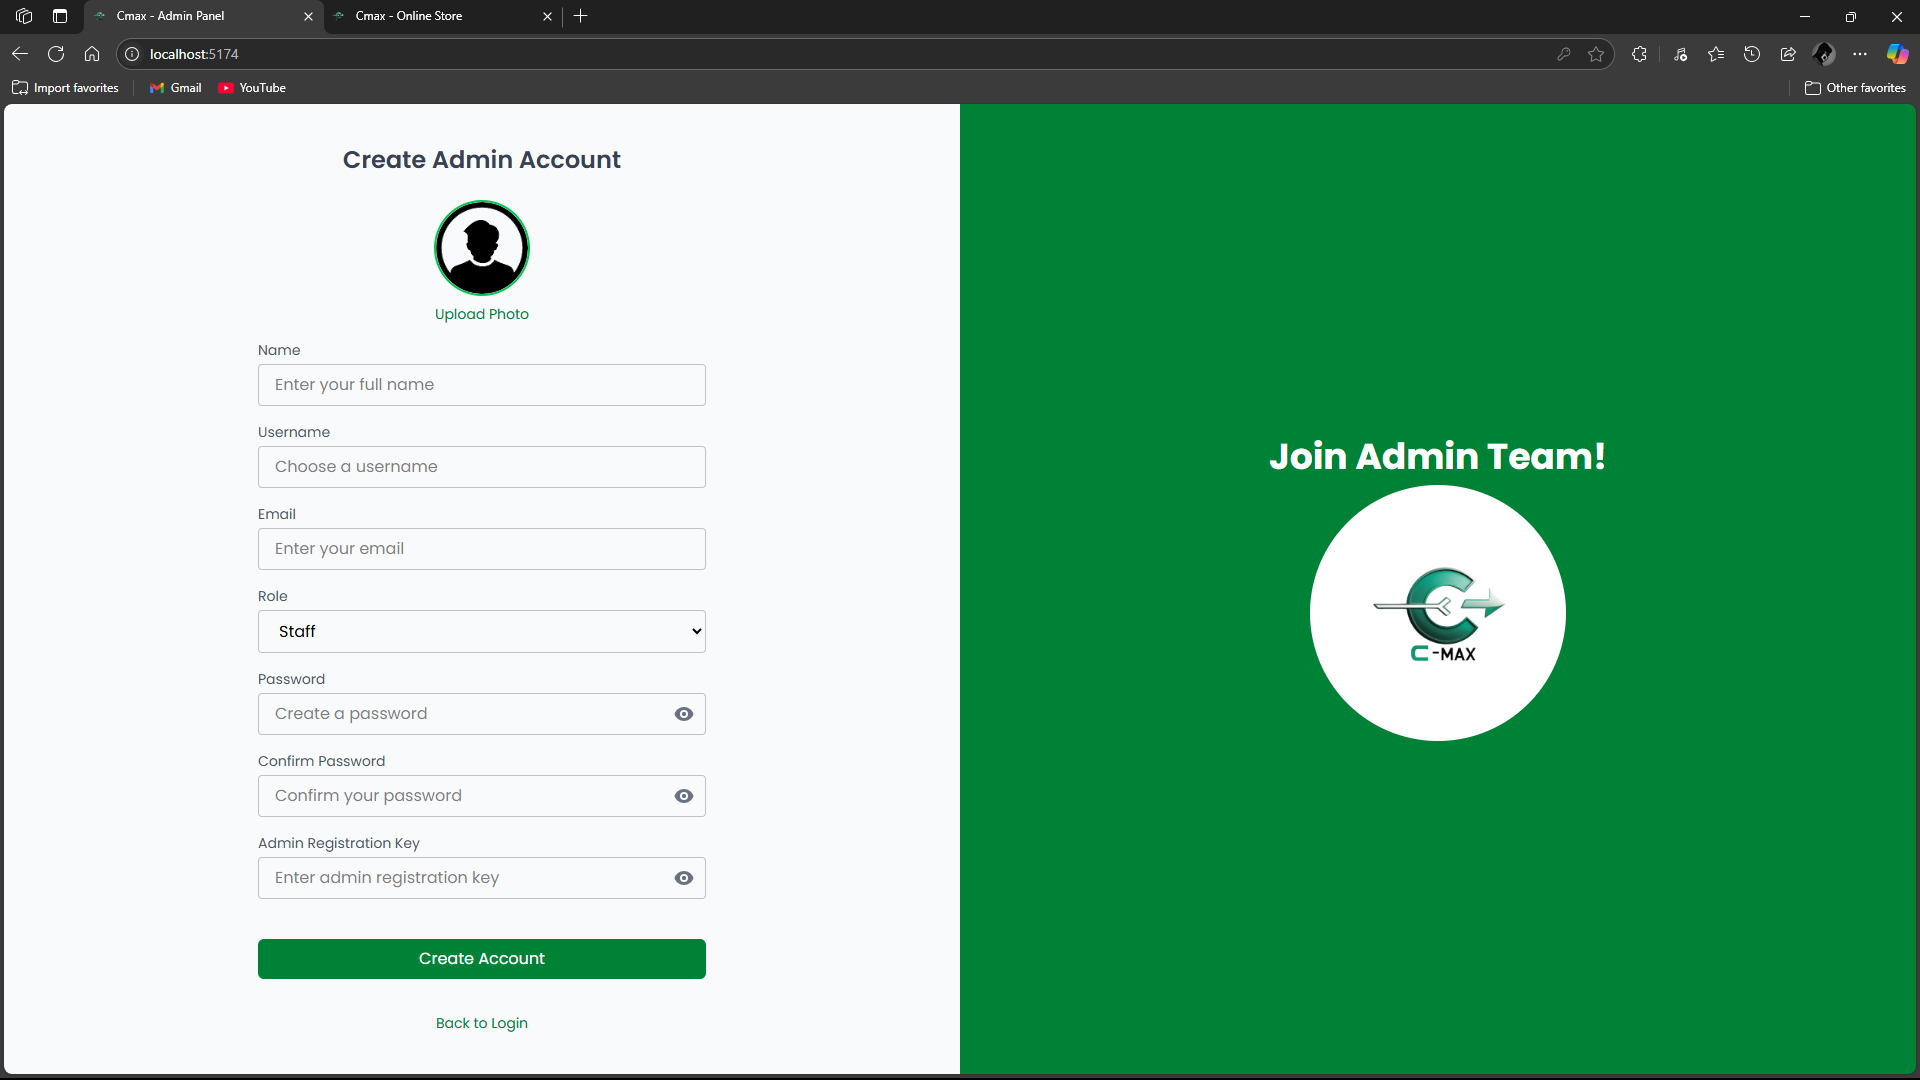 Cmax - Admin Panel
Cmax - Online Store
localhost:5174
Import favorites
Gmail
YouTube
Other favorites
Create Admin Account
Upload Photo
Name
Enter your full name
Username
Choose a username
Email
Enter your email
Role
Staff
Password
Create a password
Confirm Password
Confirm your password
Admin Registration Key
Enter admin registration key
Create Account
Back to Login
Join Admin Team!
C-MAX